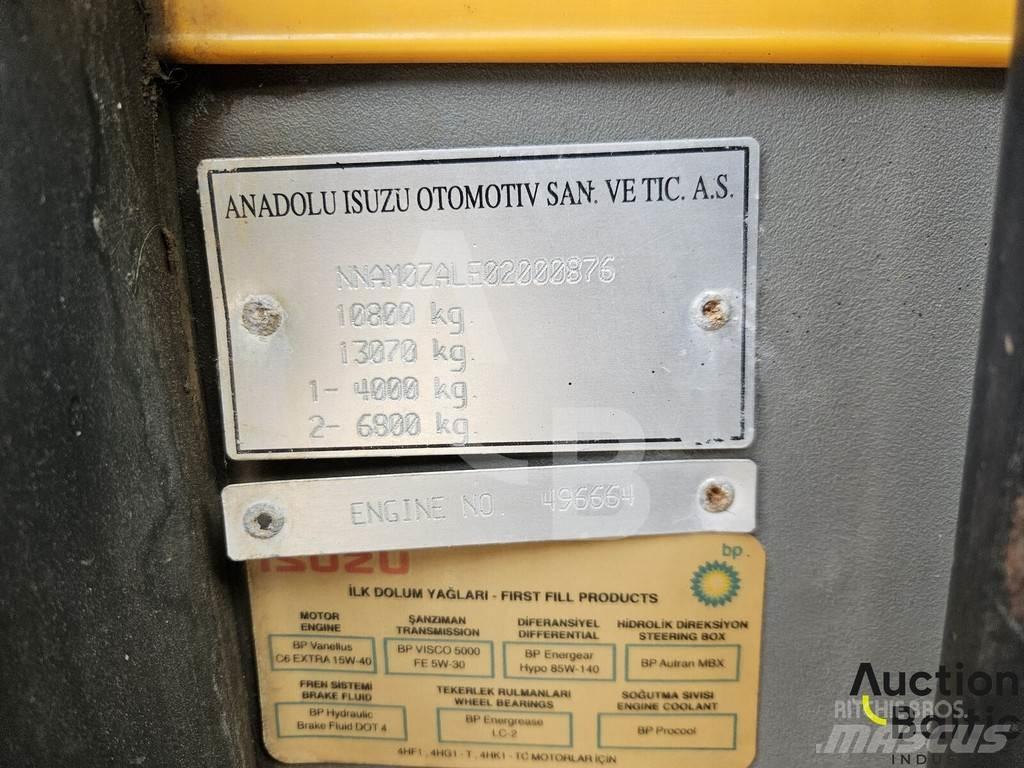 ANADOLU ISUZU OTOMOTIV SAN. VE TIC. A.S.
NNAM0ZALE02000876
10800 kg.
13070 kg.
1- 4000 kg.
2- 6800 kg.
ENGINE NO. 496664
ISUZU
bp.
İLK DOLUM YAĞLARI - FIRST FILL PRODUCTS
MOTOR
ENGINE
BP Vanellus
C6 EXTRA 15W-40
ŞANZIMAN
TRANSMISSION
BP VISCO 5000
FE 5W-30
DİFERANSİYEL
DIFFERENTIAL
BP Energear
Hypo 85W-140
HİDROLİK DİREKSİYON
STEERING BOX
BP Autran MBX
FREN SİSTEMİ
BRAKE FLUID
BP Hydraulic
Brake Fluid DOT 4
TEKERLEK RULMANLARI
WHEEL BEARINGS
BP Energrease
LC-2
SOĞUTMA SIVISI
ENGINE COOLANT
BP Procool
4HF1 , 4HG1 - T , 4HK1 - TC MOTORLAR İÇİN
A
B
Auction
Baltic
INDUS
RITCHIE BROS.
MASCUS